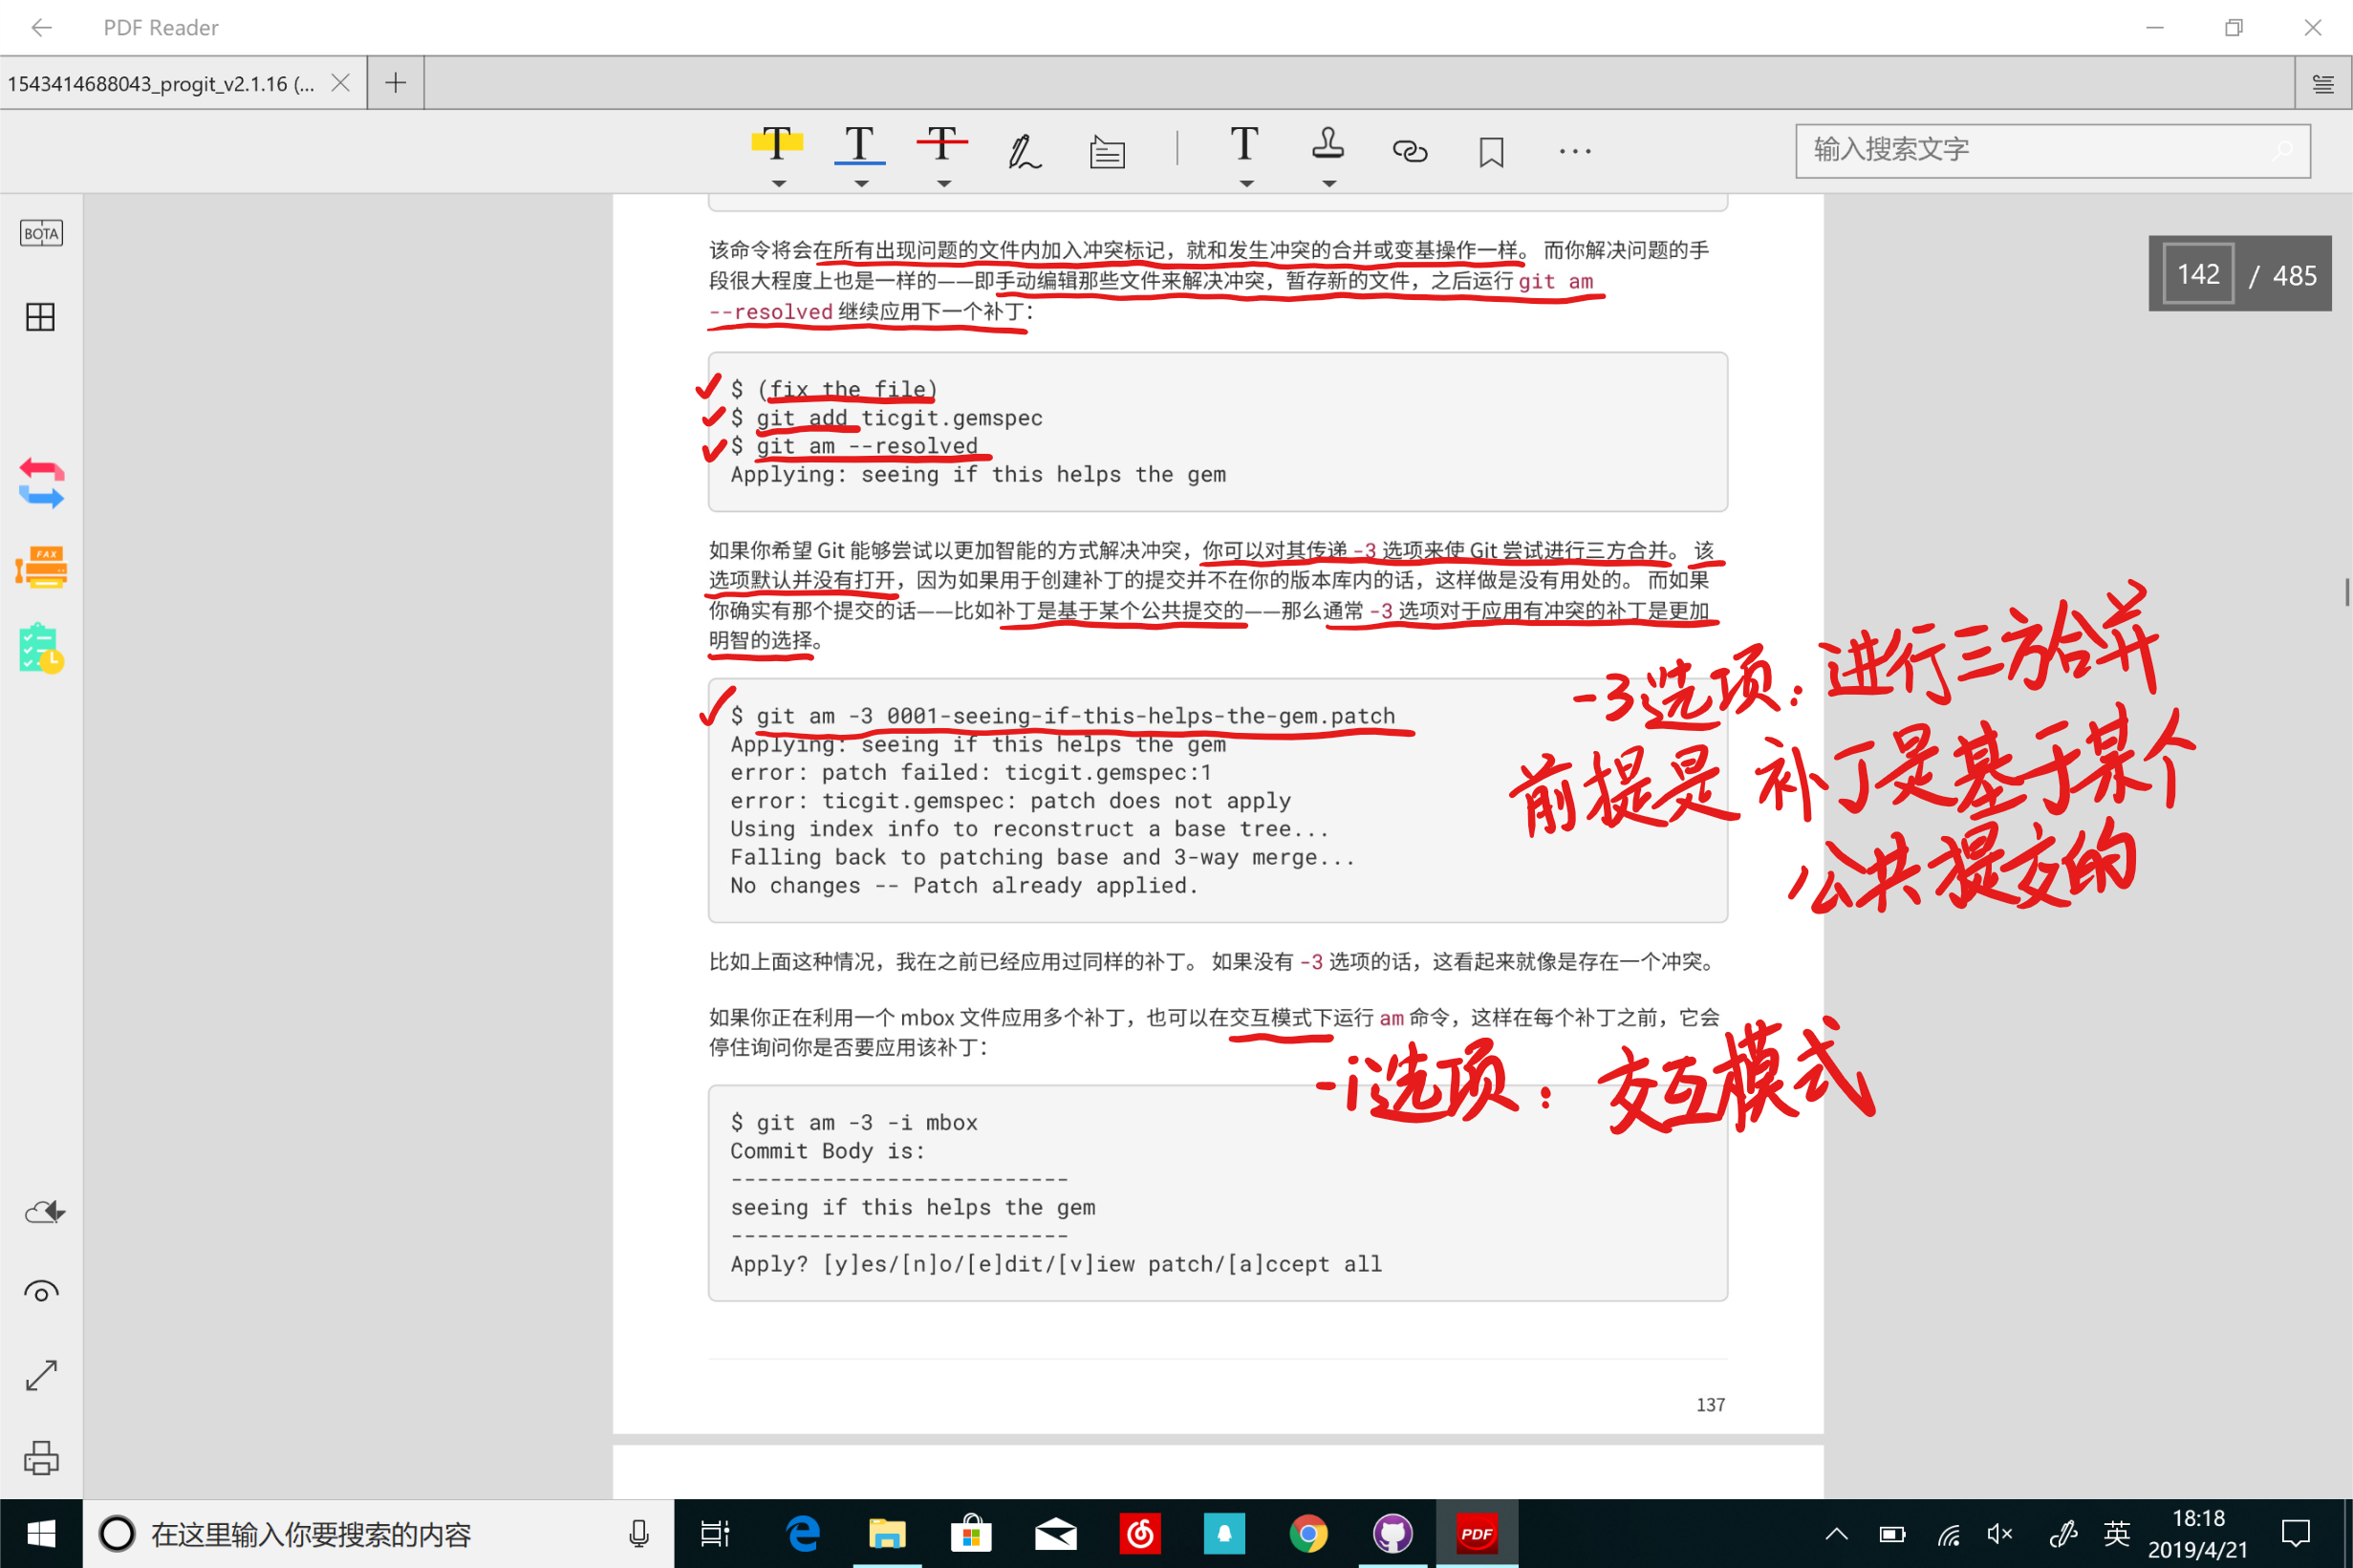 PDF Reader
1543414688043_progit_v2.1.16 (...
输入搜索文字
BOTA
142 / 485
FAX
该命令将会在所有出现问题的文件内加入冲突标记，就和发生冲突的合并或变基操作一样。 而你解决问题的手
段很大程度上也是一样的——即手动编辑那些文件来解决冲突，暂存新的文件，之后运行 git am
--resolved 继续应用下一个补丁：
$ (fix the file)
$ git add ticgit.gemspec
$ git am --resolved
Applying: seeing if this helps the gem
如果你希望 Git 能够尝试以更加智能的方式解决冲突，你可以对其传递 -3 选项来使 Git 尝试进行三方合并。 该
选项默认并没有打开，因为如果用于创建补丁的提交并不在你的版本库内的话，这样做是没有用处的。 而如果
你确实有那个提交的话——比如补丁是基于某个公共提交的——那么通常 -3 选项对于应用有冲突的补丁是更加
明智的选择。
-3选项：进行三方合并
前提是 补丁是基于某个
公共提交的
$ git am -3 0001-seeing-if-this-helps-the-gem.patch
Applying: seeing if this helps the gem
error: patch failed: ticgit.gemspec:1
error: ticgit.gemspec: patch does not apply
Using index info to reconstruct a base tree...
Falling back to patching base and 3-way merge...
No changes -- Patch already applied.
比如上面这种情况，我在之前已经应用过同样的补丁。 如果没有 -3 选项的话，这看起来就像是存在一个冲突。
如果你正在利用一个 mbox 文件应用多个补丁，也可以在交互模式下运行 am 命令，这样在每个补丁之前，它会
停住询问你是否要应用该补丁：
-i选项：交互模式
$ git am -3 -i mbox
Commit Body is:
--------------------------
seeing if this helps the gem
--------------------------
Apply? [y]es/[n]o/[e]dit/[v]iew patch/[a]ccept all
137
在这里输入你要搜索的内容
PDF
英
18:18
2019/4/21